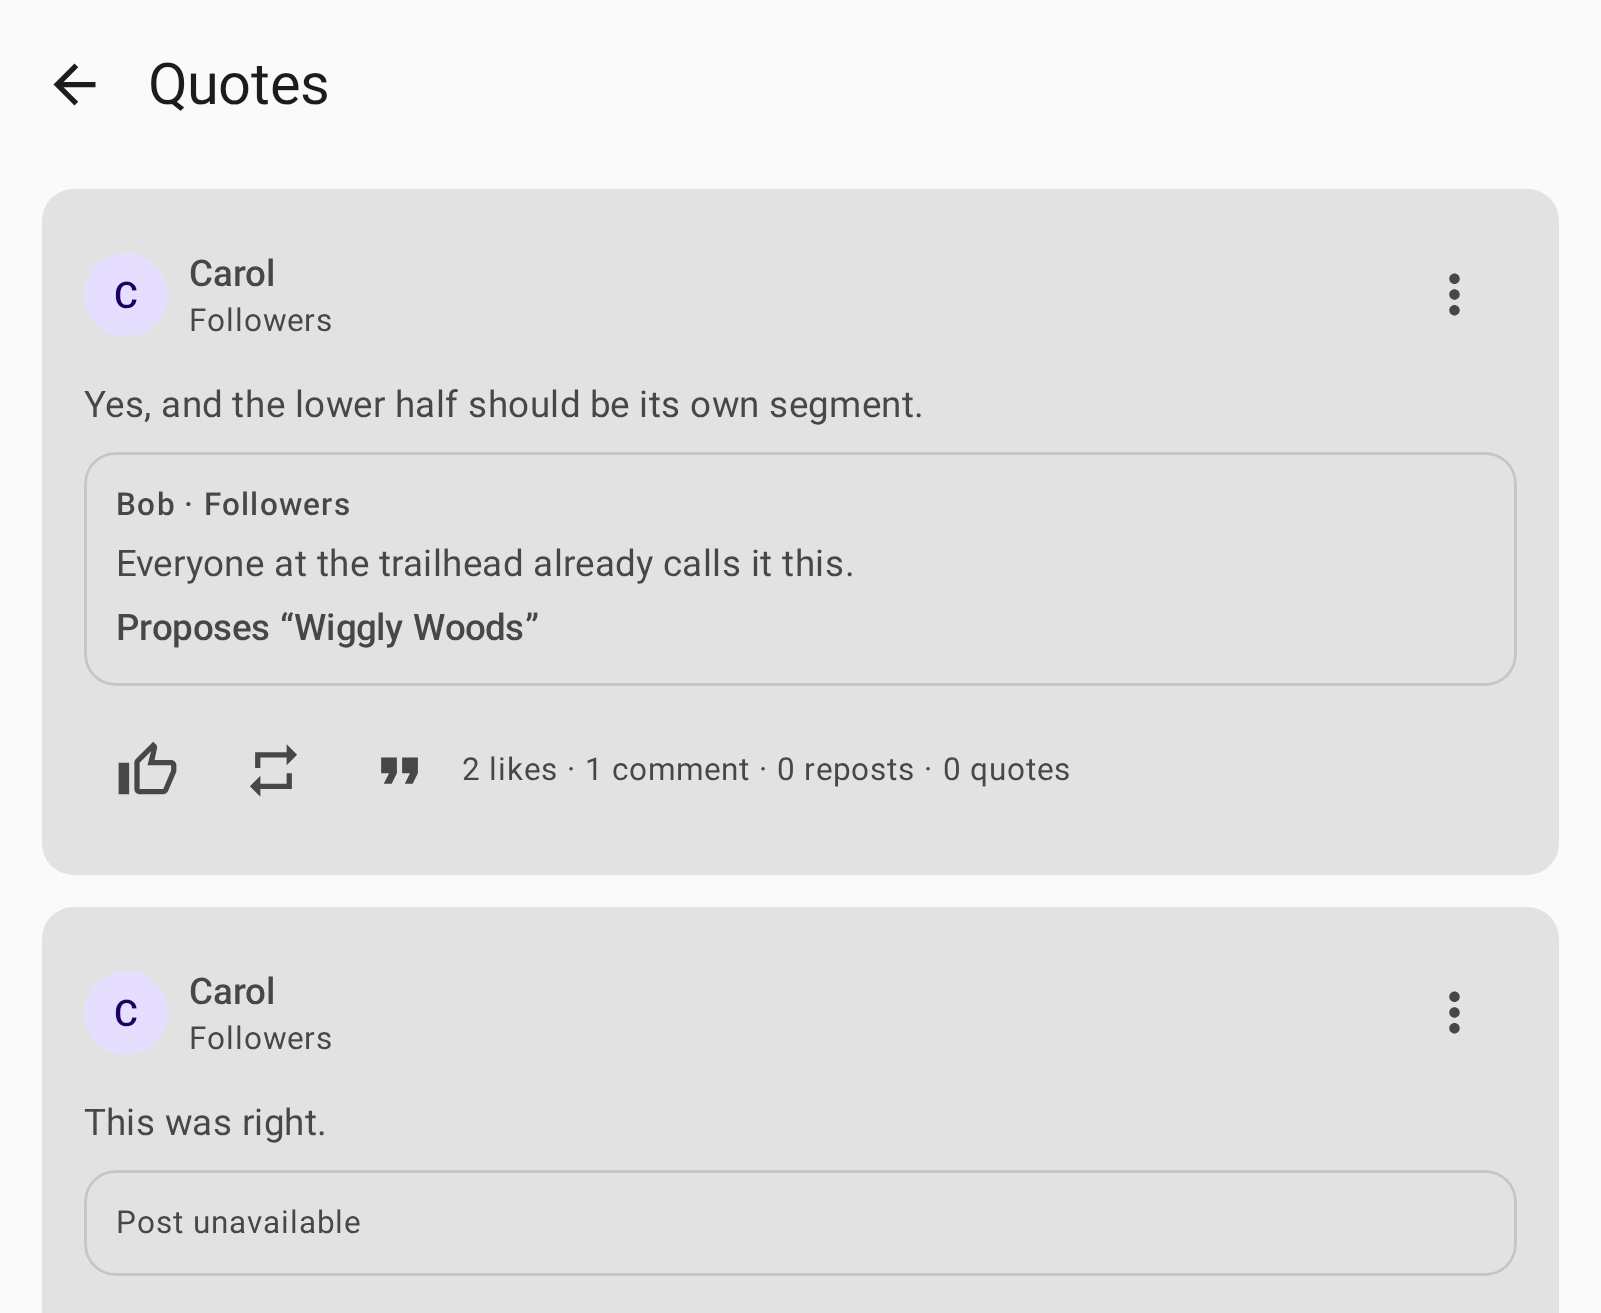 Quotes
C
Carol
Followers
Yes, and the lower half should be its own segment.
Bob · Followers
Everyone at the trailhead already calls it this.
Proposes “Wiggly Woods”
2 likes · 1 comment · 0 reposts · 0 quotes
C
Carol
Followers
This was right.
Post unavailable